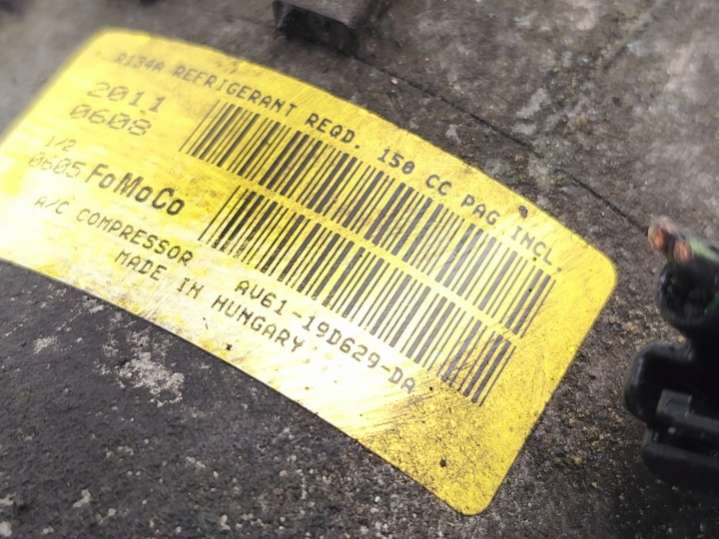 R134A REFRIGERANT REQD. 150 CC PAG INCL.
2011
0608
1/2
0605 FoMoCo
A/C COMPRESSOR AV61-19D629-DA
MADE IN HUNGARY